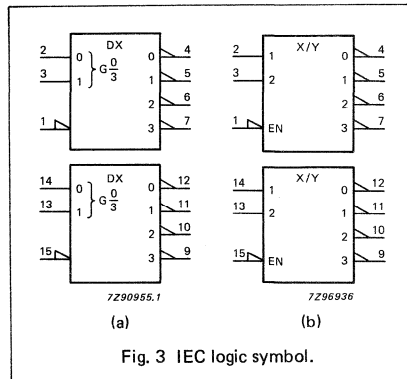 DX
X/Y
2 0 G 0/3 0 4
3 1 1 5
2 6
1 3 7
2 1 0 4
3 2 1 5
2 6
1 EN 3 7
DX
X/Y
14 0 G 0/3 0 12
13 1 1 11
2 10
15 3 9
14 1 0 12
13 2 1 11
2 10
15 EN 3 9
7Z90955.1
7Z96936
(a)
(b)
Fig. 3 IEC logic symbol.